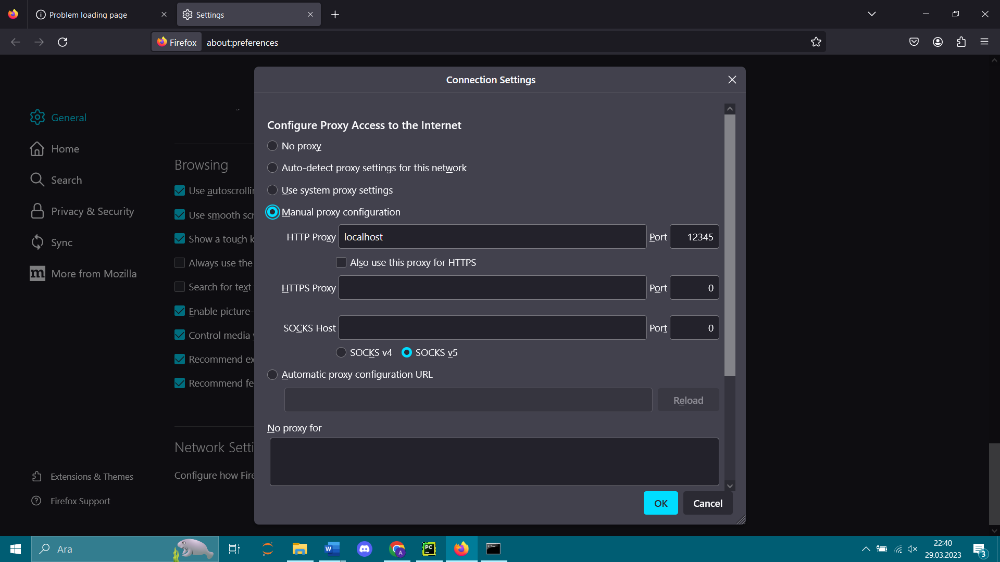 Problem loading page
Settings
Firefox
about:preferences
Connection Settings
General
Home
Search
Privacy & Security
Sync
More from Mozilla
Extensions & Themes
Firefox Support
Browsing
Use autoscrollin
Use smooth scr
Show a touch k
Always use the
Search for text
Enable picture-
Control media
Recommend ex
Recommend fe
Network Setti
Configure how Fire
Configure Proxy Access to the Internet
No proxy
Auto-detect proxy settings for this network
Use system proxy settings
Manual proxy configuration
HTTP Proxy localhost Port 12345
Also use this proxy for HTTPS
HTTPS Proxy Port 0
SOCKS Host Port 0
SOCKS v4 SOCKS v5
Automatic proxy configuration URL
Reload
No proxy for
OK Cancel
Ara
W
PC
A
22:40
29.03.2023
3